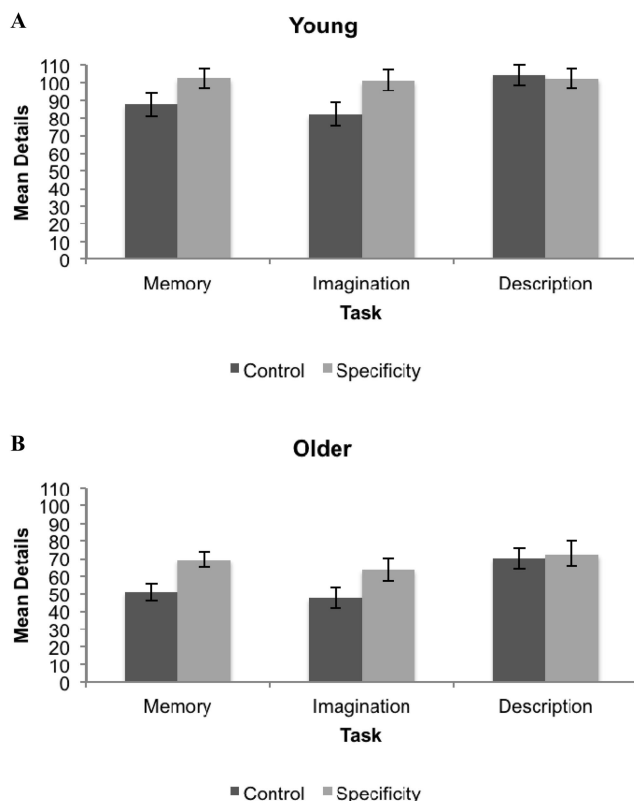 A
Young
110
100
90
80
70
60
50
40
30
20
10
0
Mean Details
Memory Imagination Description
Task
Control Specificity
B
Older
110
100
90
80
70
60
50
40
30
20
10
0
Mean Details
Memory Imagination Description
Task
Control Specificity